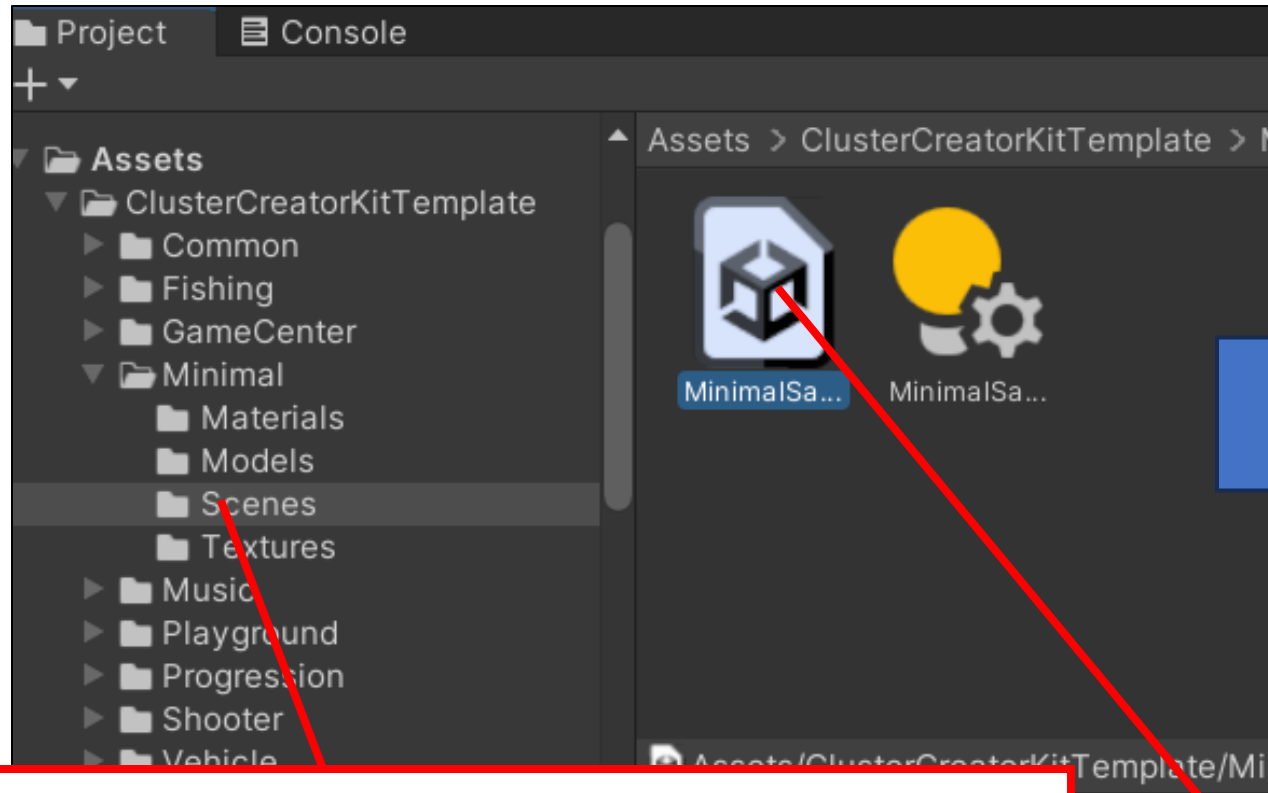 Project
Console
Assets
ClusterCreatorKitTemplate
Common
Fishing
GameCenter
Minimal
Materials
Models
Scenes
Textures
Music
Playground
Progression
Shooter
Vehicle
Assets > ClusterCreatorKitTemplate >
MinimalSa...
MinimalSa...
Assets/ClusterCreatorKitTemplate/Mi